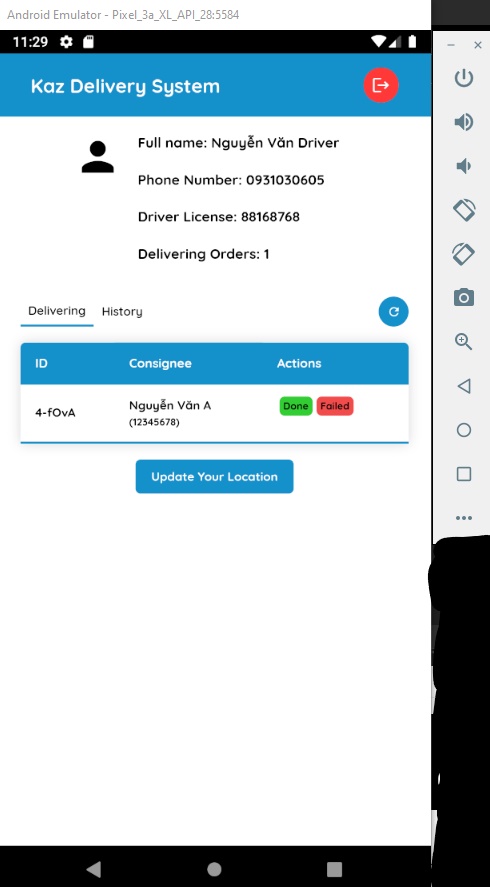 Android Emulator - Pixel_3a_XL_API_28:5584
11:29
Kaz Delivery System
Full name: Nguyễn Văn Driver
Phone Number: 0931030605
Driver License: 88168768
Delivering Orders: 1
Delivering History
ID Consignee Actions
4-fOvA Nguyễn Văn A Done Failed
(12345678)
Update Your Location